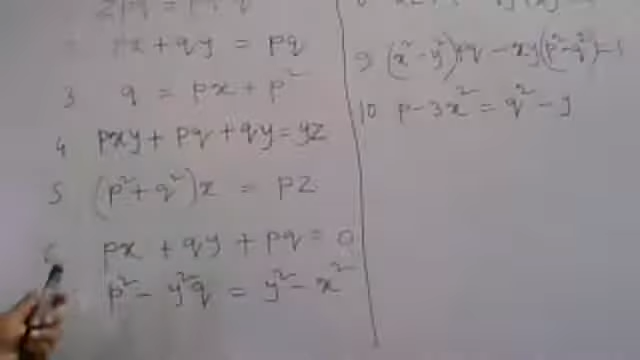 px + qy = pq
3 q = px + p²
4 pxy + pq + qy = yz
5 (p² + q²)x = pz
6 px + qy + pq = 0
p² - y²q = y² - x²
9 (x² - y²)pq - xy(p² - q²) - 1
10 p - 3x² = q² - y